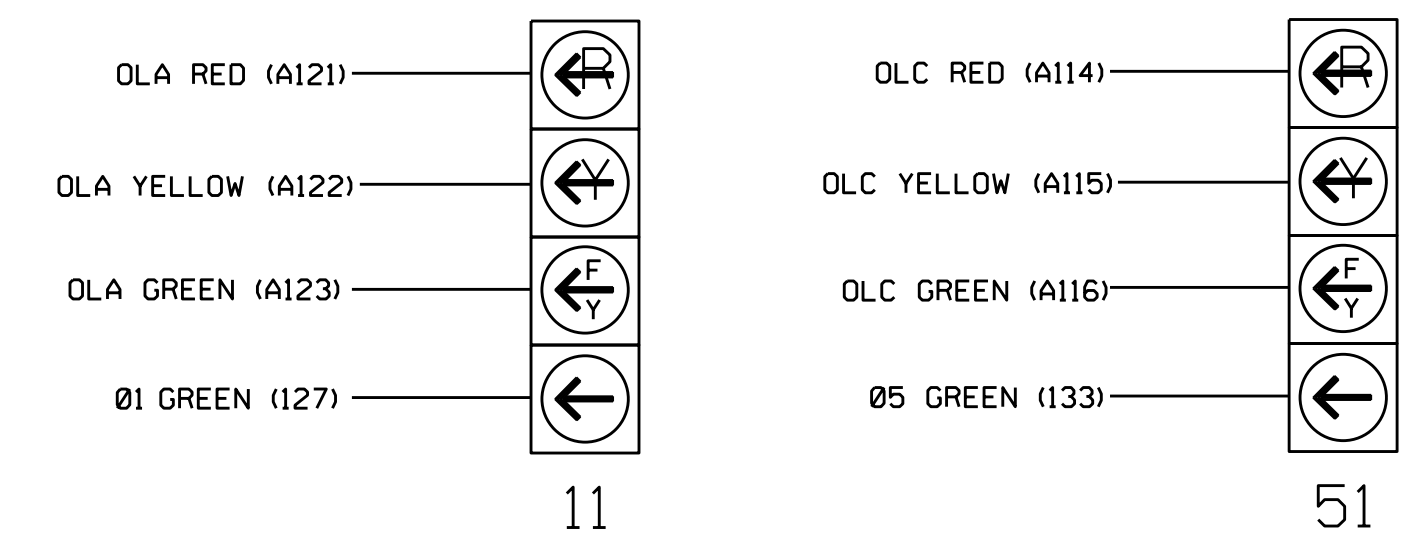 OLA RED (A121)
R
OLA YELLOW (A122)
Y
OLA GREEN (A123)
F
Y
Ø1 GREEN (127)
11
OLC RED (A114)
R
OLC YELLOW (A115)
Y
OLC GREEN (A116)
F
Y
Ø5 GREEN (133)
51